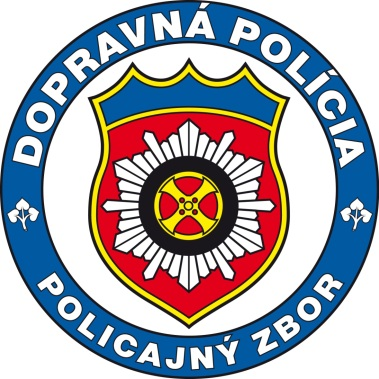 DOPRAVNÁ POLÍCIA
POLICAJNÝ ZBOR